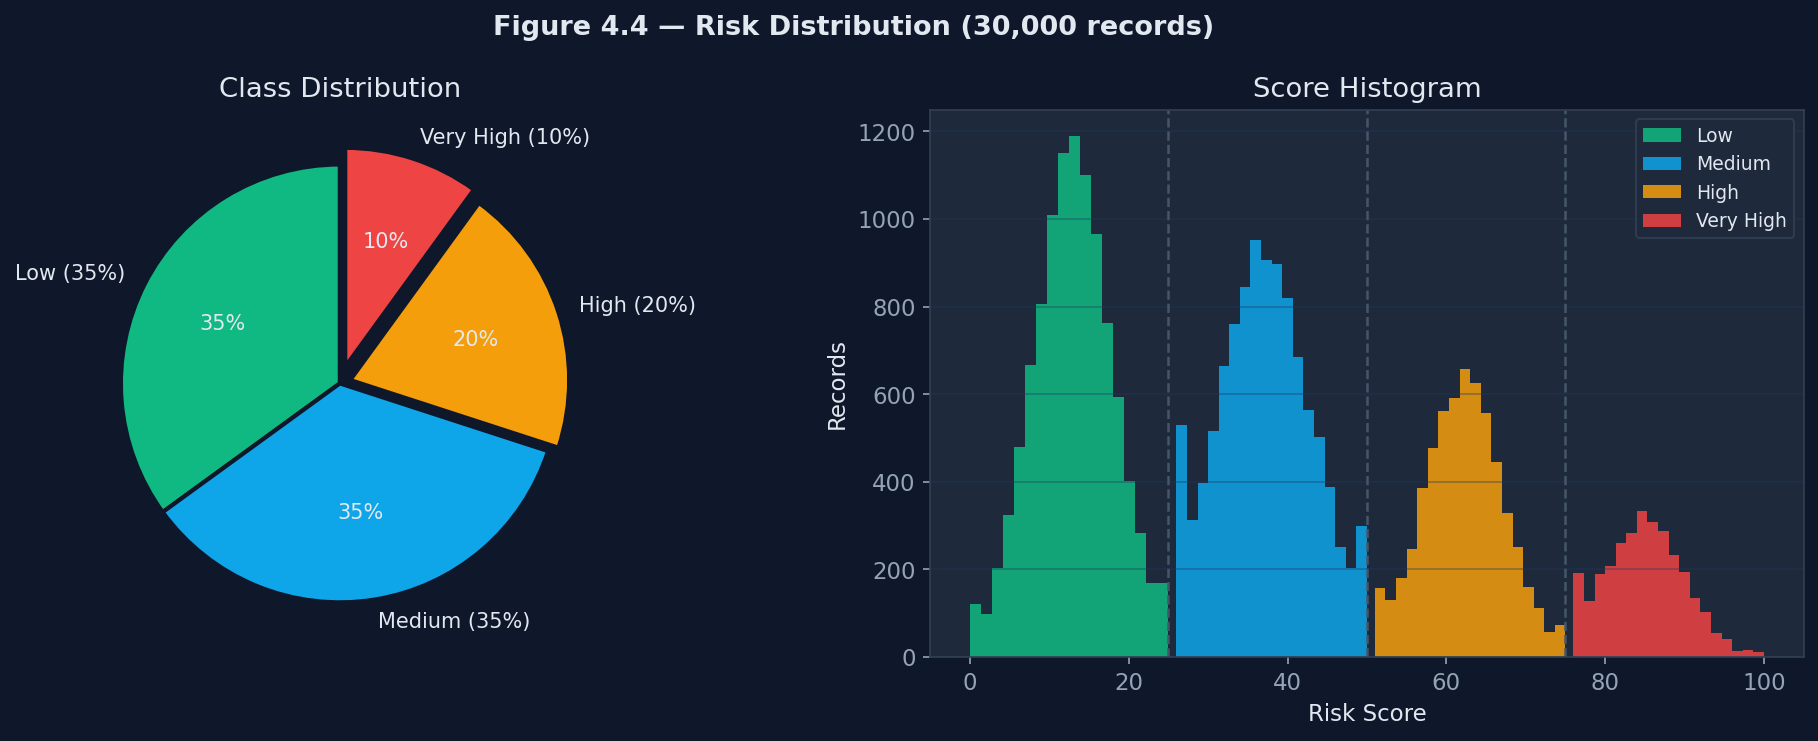 Figure 4.4 — Risk Distribution (30,000 records)
Class Distribution
Very High (10%)
Low (35%)
High (20%)
Medium (35%)
10%
35%
20%
35%
Score Histogram
Records
1200
1000
800
600
400
200
0
0 20 40 60 80 100
Risk Score
Low
Medium
High
Very High